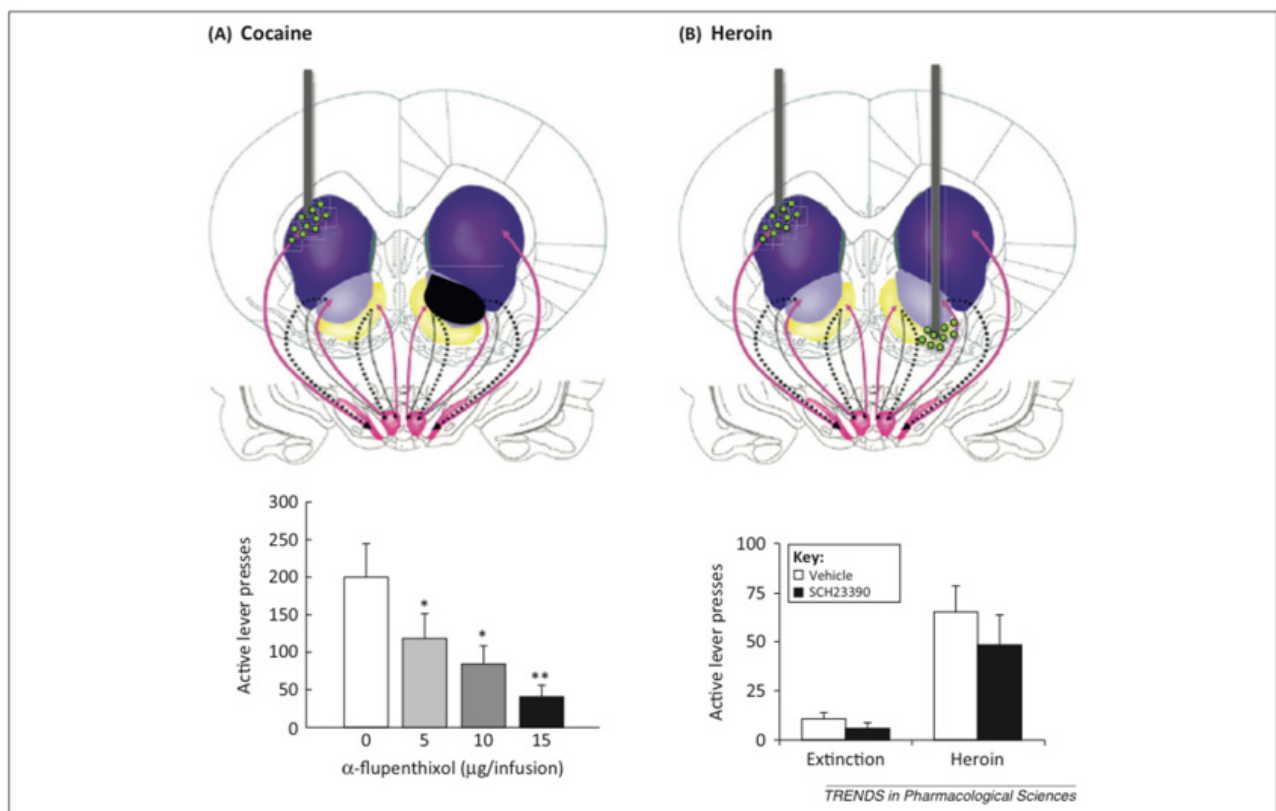 (A) Cocaine
(B) Heroin
300
250
200
150
100
50
0
Active lever presses
*
*
**
0 5 10 15
α-flupenthixol (μg/infusion)
100
75
50
25
0
Active lever presses
Key:
Vehicle
SCH23390
Extinction Heroin
TRENDS in Pharmacological Sciences